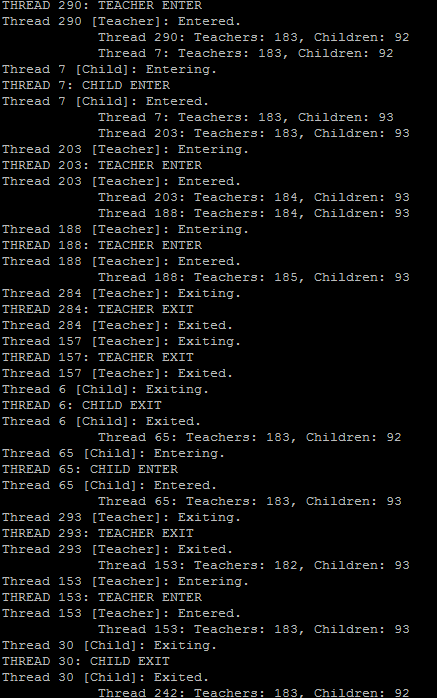 THREAD 290: TEACHER ENTER
Thread 290 [Teacher]: Entered.
Thread 290: Teachers: 183, Children: 92
Thread 7: Teachers: 183, Children: 92
Thread 7 [Child]: Entering.
THREAD 7: CHILD ENTER
Thread 7 [Child]: Entered.
Thread 7: Teachers: 183, Children: 93
Thread 203: Teachers: 183, Children: 93
Thread 203 [Teacher]: Entering.
THREAD 203: TEACHER ENTER
Thread 203 [Teacher]: Entered.
Thread 203: Teachers: 184, Children: 93
Thread 188: Teachers: 184, Children: 93
Thread 188 [Teacher]: Entering.
THREAD 188: TEACHER ENTER
Thread 188 [Teacher]: Entered.
Thread 188: Teachers: 185, Children: 93
Thread 284 [Teacher]: Exiting.
THREAD 284: TEACHER EXIT
Thread 284 [Teacher]: Exited.
Thread 157 [Teacher]: Exiting.
THREAD 157: TEACHER EXIT
Thread 157 [Teacher]: Exited.
Thread 6 [Child]: Exiting.
THREAD 6: CHILD EXIT
Thread 6 [Child]: Exited.
Thread 65: Teachers: 183, Children: 92
Thread 65 [Child]: Entering.
THREAD 65: CHILD ENTER
Thread 65 [Child]: Entered.
Thread 65: Teachers: 183, Children: 93
Thread 293 [Teacher]: Exiting.
THREAD 293: TEACHER EXIT
Thread 293 [Teacher]: Exited.
Thread 153: Teachers: 182, Children: 93
Thread 153 [Teacher]: Entering.
THREAD 153: TEACHER ENTER
Thread 153 [Teacher]: Entered.
Thread 153: Teachers: 183, Children: 93
Thread 30 [Child]: Exiting.
THREAD 30: CHILD EXIT
Thread 30 [Child]: Exited.
Thread 242: Teachers: 183, Children: 92